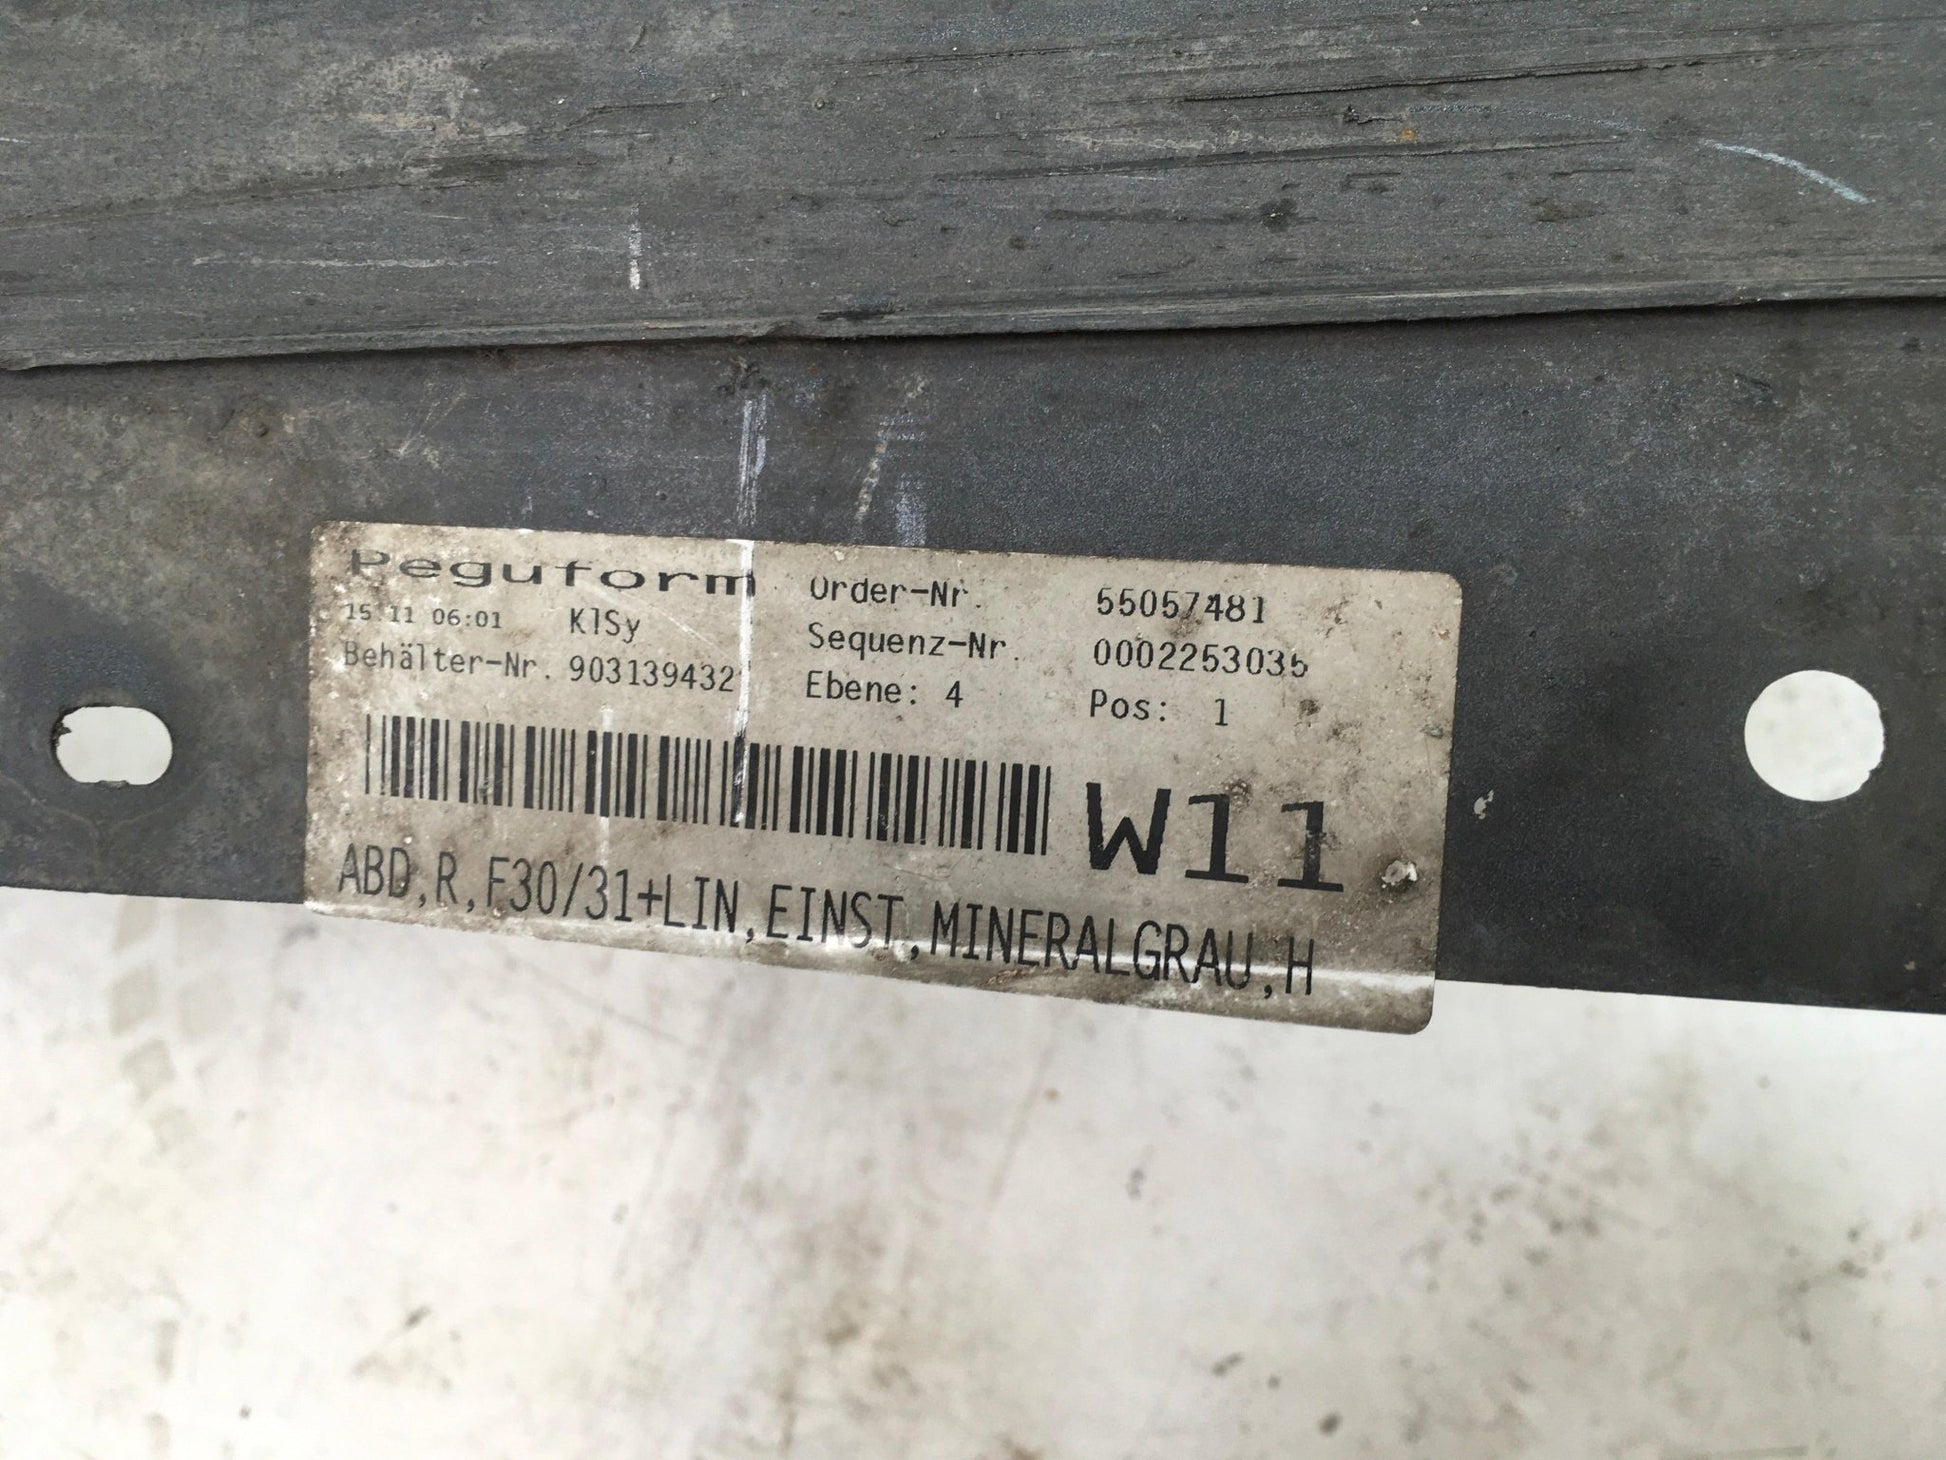 Peguform
15.11 06:01 KlSy
Behälter-Nr. 903139432
Order-Nr. 55057481
Sequenz-Nr. 0002253035
Ebene: 4 Pos: 1
W11
ABD,R,F30/31+LIN,EINST,MINERALGRAU,H